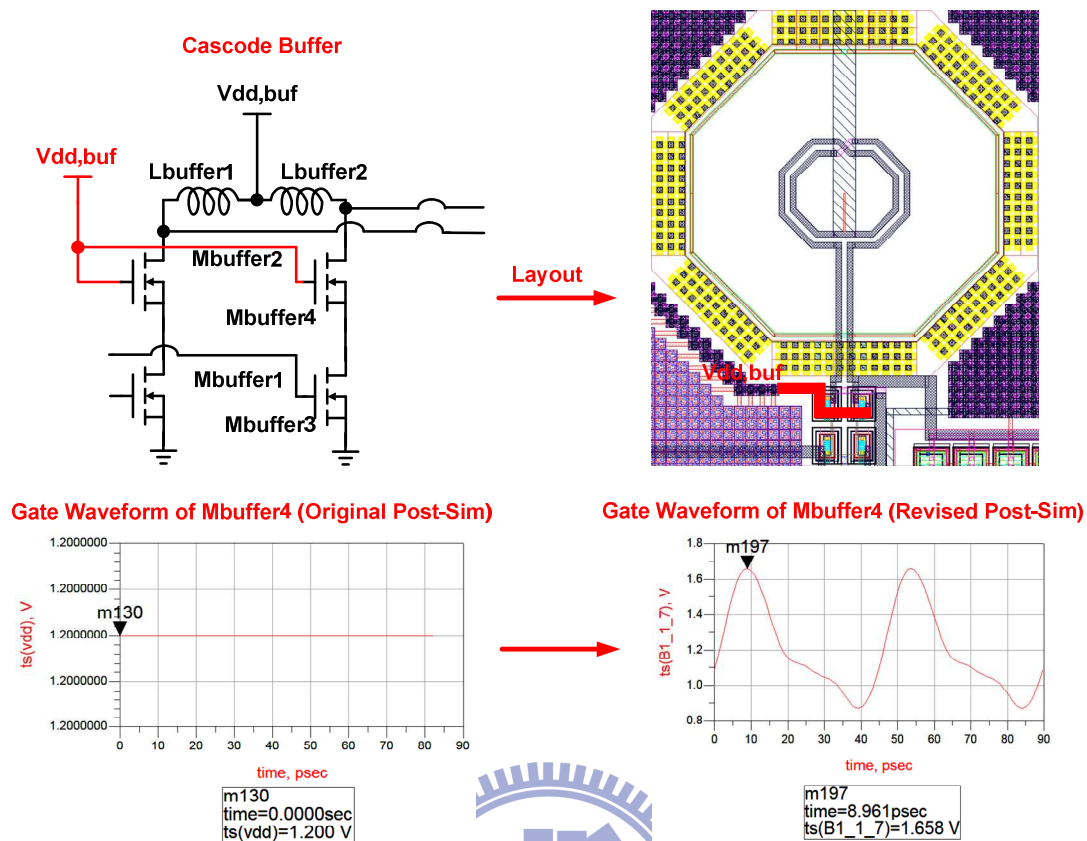 Cascode Buffer
Vdd,buf
Vdd,buf
Lbuffer1
Lbuffer2
Mbuffer2
Mbuffer4
Mbuffer1
Mbuffer3
Layout
Vdd,buf
Gate Waveform of Mbuffer4 (Original Post-Sim)
1.2000000
1.2000000
1.2000000
1.2000000
1.2000000
ts(vdd), V
m130
0 10 20 30 40 50 60 70 80 90
time, psec
m130
time=0.0000sec
ts(vdd)=1.200 V
Gate Waveform of Mbuffer4 (Revised Post-Sim)
1.8
1.6
1.4
1.2
1.0
0.8
ts(B1_1_7), V
m197
0 10 20 30 40 50 60 70 80 90
time, psec
m197
time=8.961psec
ts(B1_1_7)=1.658 V